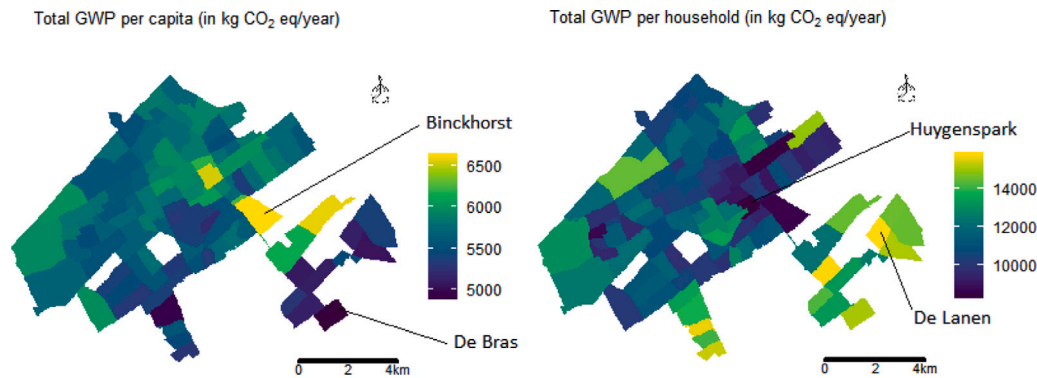 Total GWP per capita (in kg CO₂ eq/year)
Binckhorst
6500
6000
5500
5000
De Bras
0 2 4km
Total GWP per household (in kg CO₂ eq/year)
Huygenspark
14000
12000
10000
De Lanen
0 2 4km